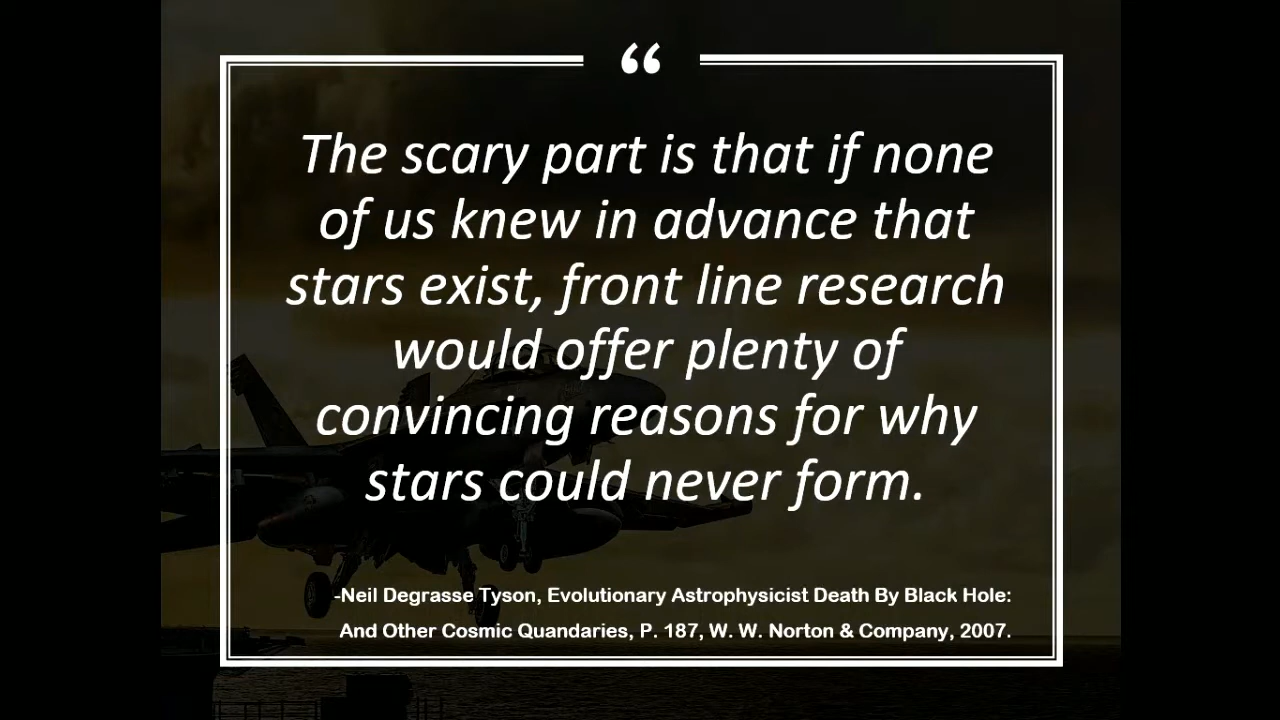 “
The scary part is that if none
of us knew in advance that
stars exist, front line research
would offer plenty of
convincing reasons for why
stars could never form.
-Neil Degrasse Tyson, Evolutionary Astrophysicist Death By Black Hole:
And Other Cosmic Quandaries, P. 187, W. W. Norton & Company, 2007.